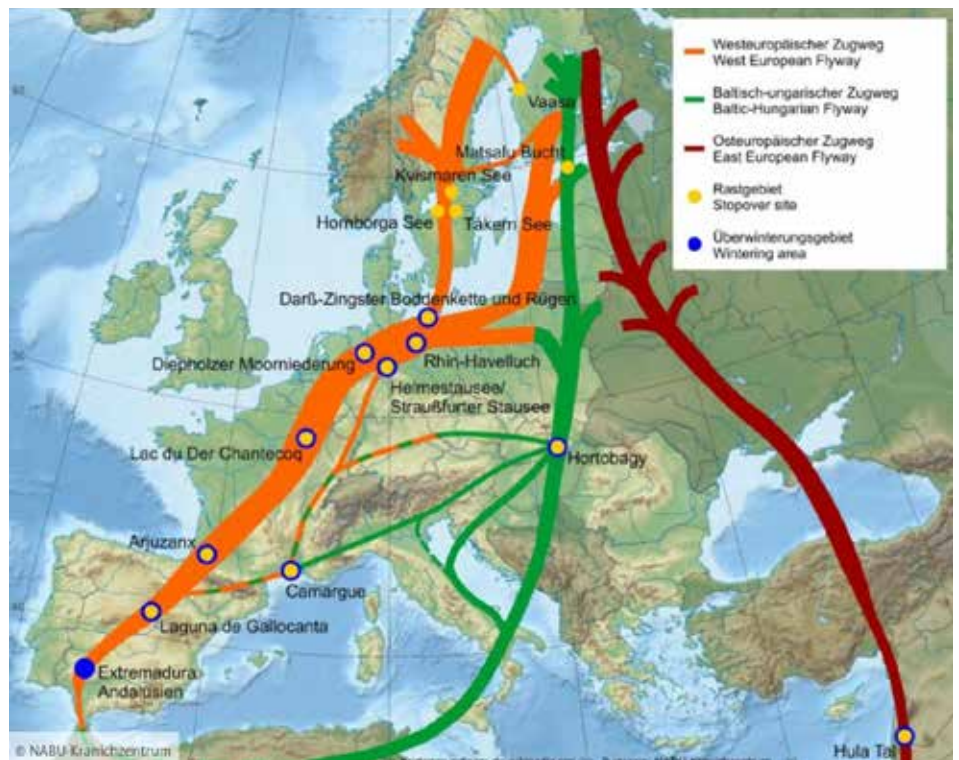 Westeuropäischer Zugweg
West European Flyway
Baltisch-ungarischer Zugweg
Baltic-Hungarian Flyway
Osteuropäischer Zugweg
East European Flyway
Rastgebiet
Stopover site
Überwinterungsgebiet
Wintering area
Vaasa
Matsalu Bucht
Kvismaren See
Hornborga See
Takern See
Darß-Zingster Boddenkette und Rügen
Diepholzer Moorniederung
Rhin-Havelluch
Helmestausee/
Straußfurter Stausee
Lac du Der Chantecoq
Hortobagy
Arjuzanx
Camargue
Laguna de Gallocanta
Extremadura
Andalusien
Hula Tal
© NABU-Kranichzentrum